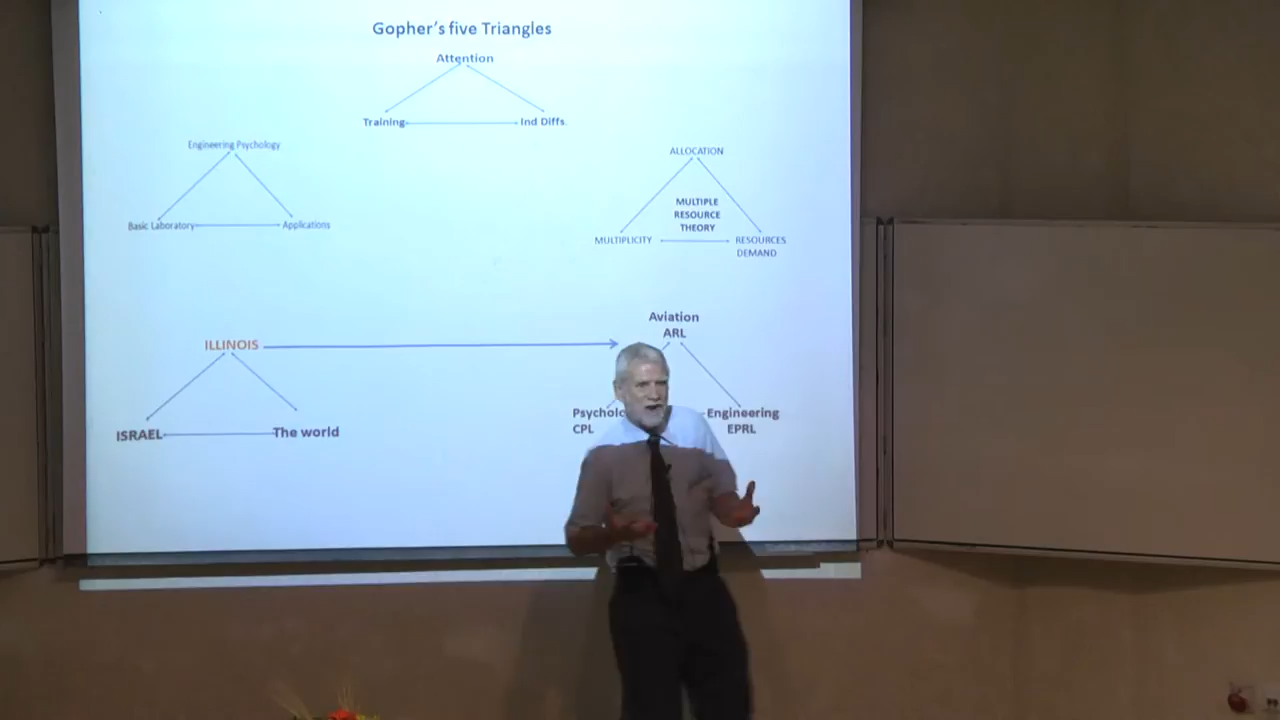 Gopher's five Triangles
Attention
Training
Ind Diffs.
Engineering Psychology
Basic Laboratory
Applications
ALLOCATION
MULTIPLE
RESOURCE
THEORY
MULTIPLICITY
RESOURCES
DEMAND
ILLINOIS
ISRAEL
The world
Aviation
ARL
Psycholo
CPL
Engineering
EPRL